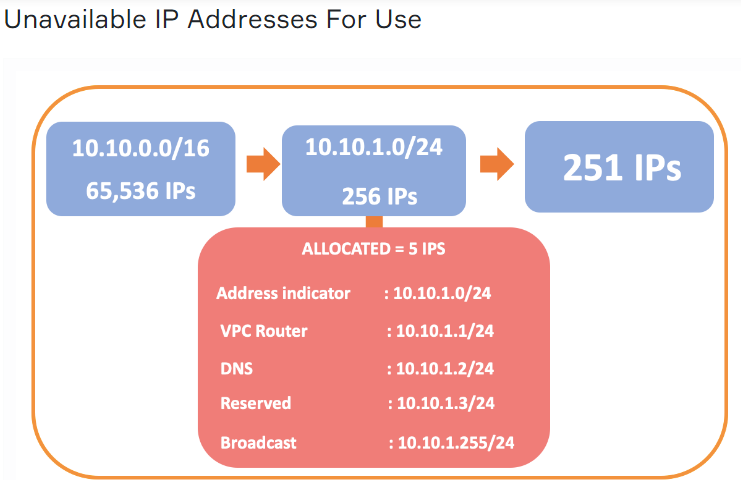 Unavailable IP Addresses For Use
10.10.0.0/16
65,536 IPs
10.10.1.0/24
256 IPs
251 IPs
ALLOCATED = 5 IPS
Address indicator : 10.10.1.0/24
VPC Router : 10.10.1.1/24
DNS : 10.10.1.2/24
Reserved : 10.10.1.3/24
Broadcast : 10.10.1.255/24